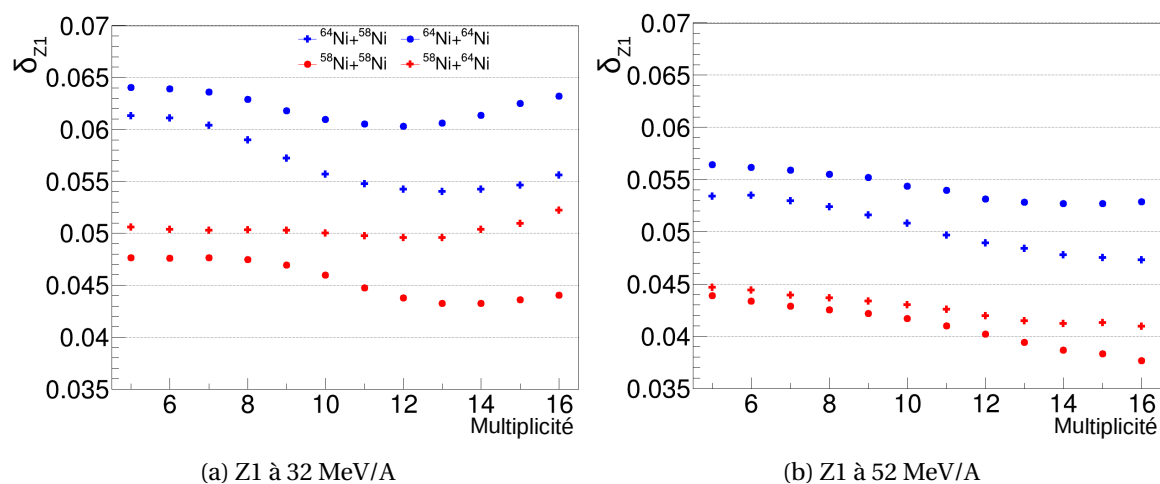 δZ1
0.07
0.065
0.06
0.055
0.05
0.045
0.04
0.035
64Ni+58Ni 64Ni+64Ni
58Ni+58Ni 58Ni+64Ni
6 8 10 12 14 16
Multiplicité
(a) Z1 à 32 MeV/A
δZ1
0.07
0.065
0.06
0.055
0.05
0.045
0.04
0.035
6 8 10 12 14 16
Multiplicité
(b) Z1 à 52 MeV/A